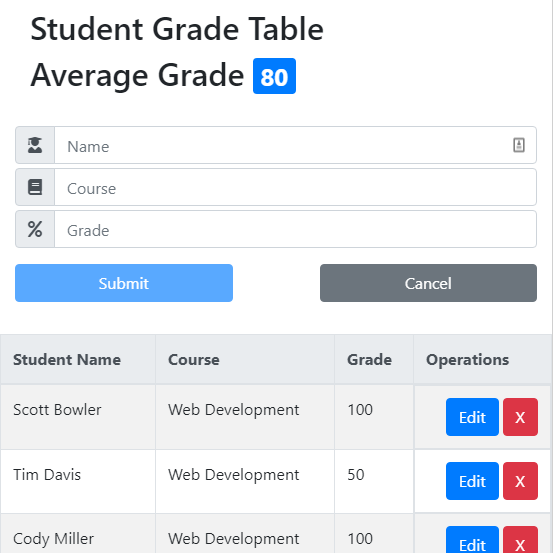 Student Grade Table
Average Grade 80
Name
Course
Grade
Submit Cancel
Student Name Course Grade Operations
Scott Bowler Web Development 100 Edit X
Tim Davis Web Development 50 Edit X
Cody Miller Web Development 100 Edit X